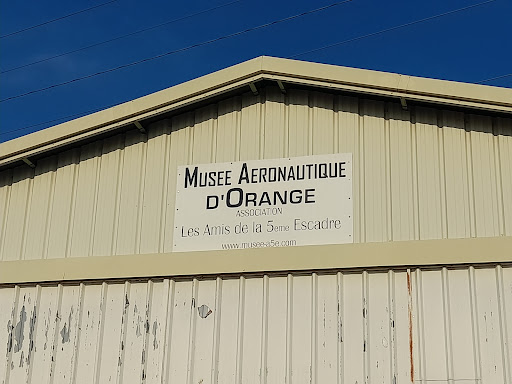 MUSEE AERONAUTIQUE
D'ORANGE
ASSOCIATION
LES AMIS DE LA 5EME ESCADRE
www.musee-a5e.com